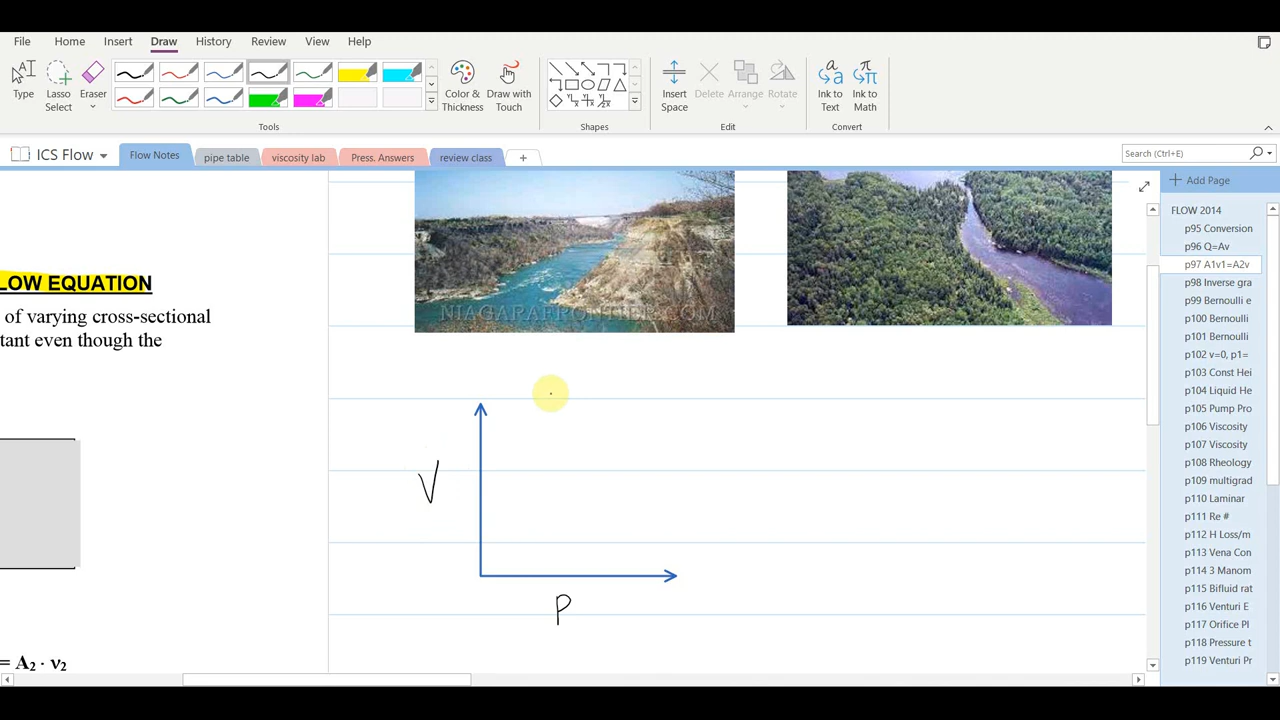 File Home Insert Draw History Review View Help
Type Lasso Select Eraser Color & Thickness Draw with Touch Insert Space Delete Arrange Rotate Ink to Text Ink to Math
Tools Shapes Edit Convert
ICS Flow Flow Notes pipe table viscosity lab Press. Answers review class + Search (Ctrl+E)
Add Page
FLOW 2014
p95 Conversion
p96 Q=Av
p97 A1v1=A2v
p98 Inverse gra
p99 Bernoulli e
p100 Bernoulli
p101 Bernoulli
p102 v=0, p1=
p103 Const Hei
p104 Liquid He
p105 Pump Pro
p106 Viscosity
p107 Viscosity
p108 Rheology
p109 multigrad
p110 Laminar
p111 Re #
p112 H Loss/m
p113 Vena Con
p114 3 Manom
p115 Bifluid rat
p116 Venturi E
p117 Orifice Pl
p118 Pressure t
p119 Venturi Pr
LOW EQUATION
of varying cross-sectional
tant even though the
= A₂ · v₂
NIAGARAFRONTIER.COM
V
P